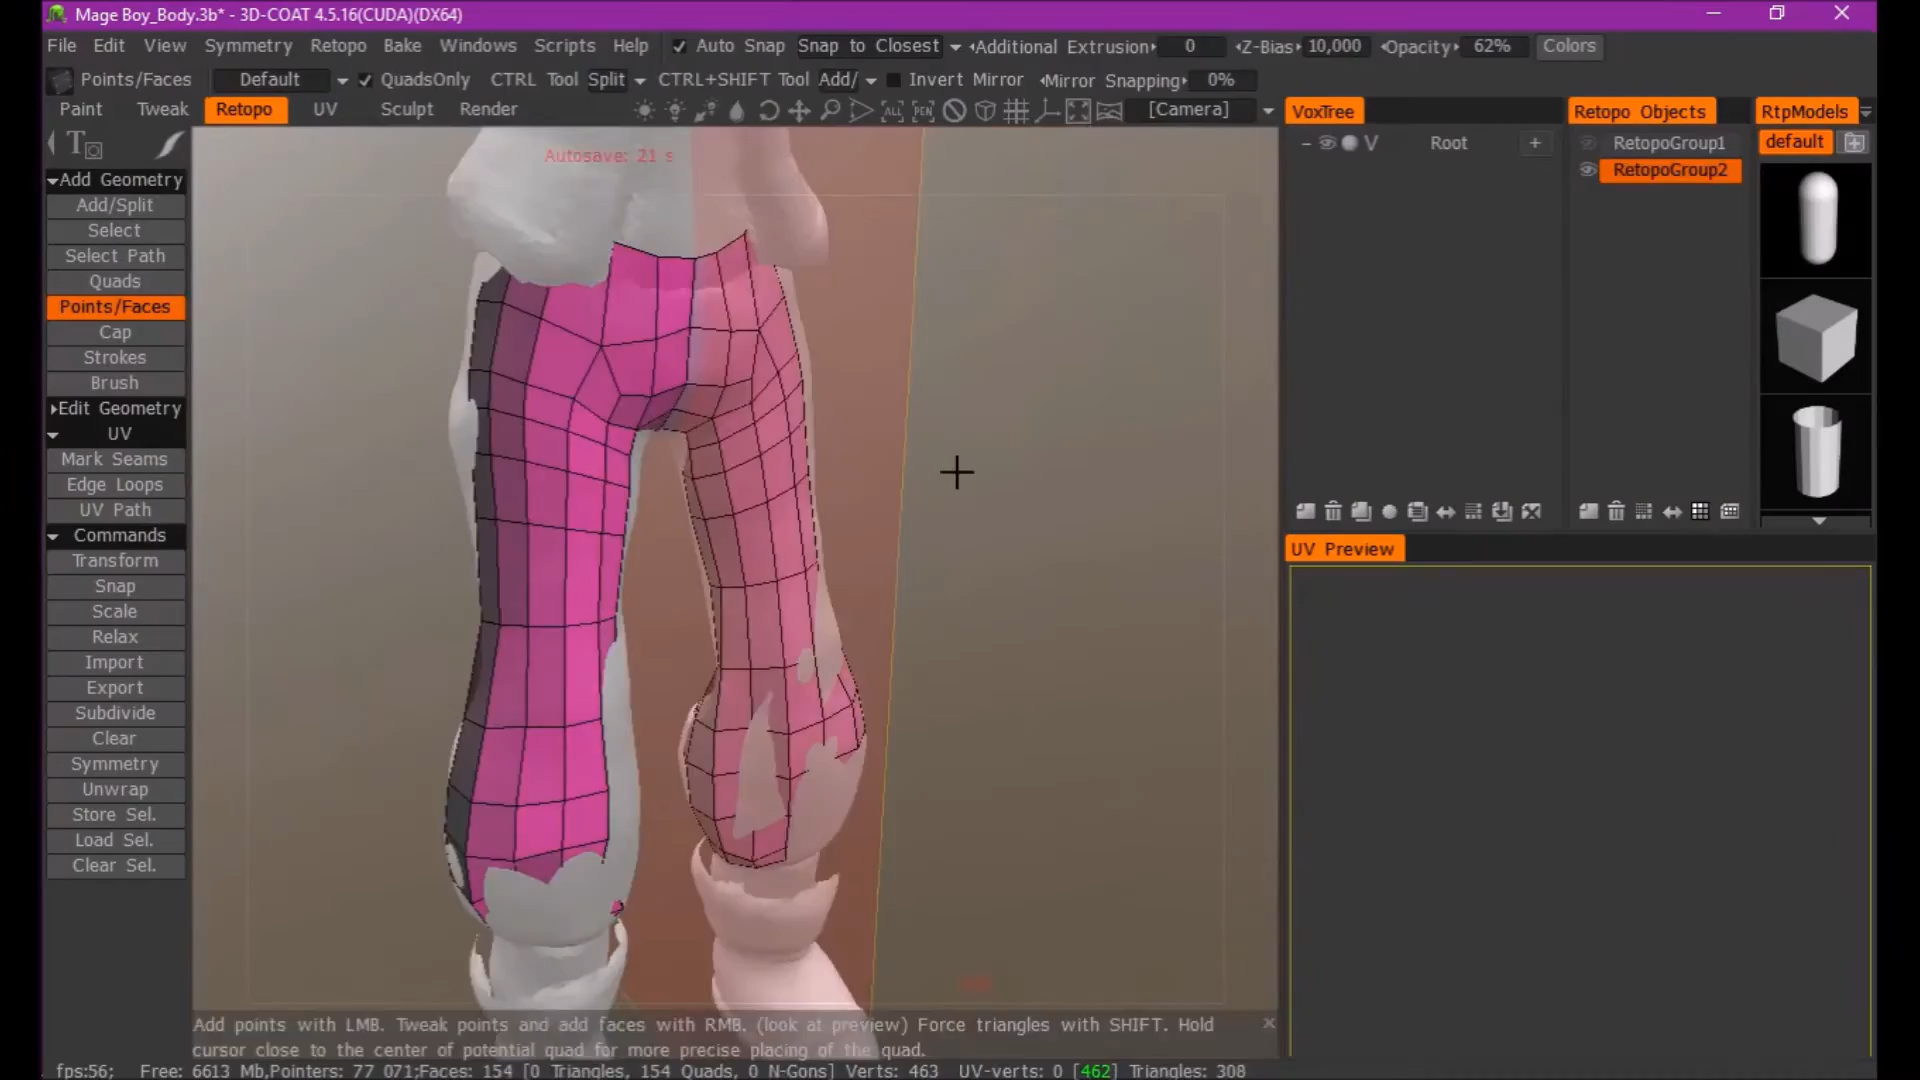 Mage Boy_Body.3b* - 3D-COAT 4.5.16(CUDA)(DX64)
File Edit View Symmetry Retopo Bake Windows Scripts Help Auto Snap Snap to Closest Additional Extrusion 0 Z-Bias 10,000 Opacity 62% Colors
Points/Faces Default QuadsOnly CTRL Tool Split CTRL+SHIFT Tool Add/ Invert Mirror Mirror Snapping 0%
Paint Tweak Retopo UV Sculpt Render ALL PEN [Camera] VoxTree Retopo Objects RtpModels
Autosave: 21 s
V Root + RetopoGroup1 default
RetopoGroup2
Add Geometry
Add/Split
Select
Select Path
Quads
Points/Faces
Cap
Strokes
Brush
Edit Geometry
UV
Mark Seams
Edge Loops
UV Path
Commands
Transform
Snap
Scale
Relax
Import
Export
Subdivide
Clear
Symmetry
Unwrap
Store Sel.
Load Sel.
Clear Sel.
UV Preview
Add points with LMB. Tweak points and add faces with RMB. (look at preview) Force triangles with SHIFT. Hold
cursor close to the center of potential quad for more precise placing of the quad.
fps:56; Free: 6613 Mb,Pointers: 77 071;Faces: 154 [0 Triangles, 154 Quads, 0 N-Gons] Verts: 463 UV-verts: 0 [462] Triangles: 308